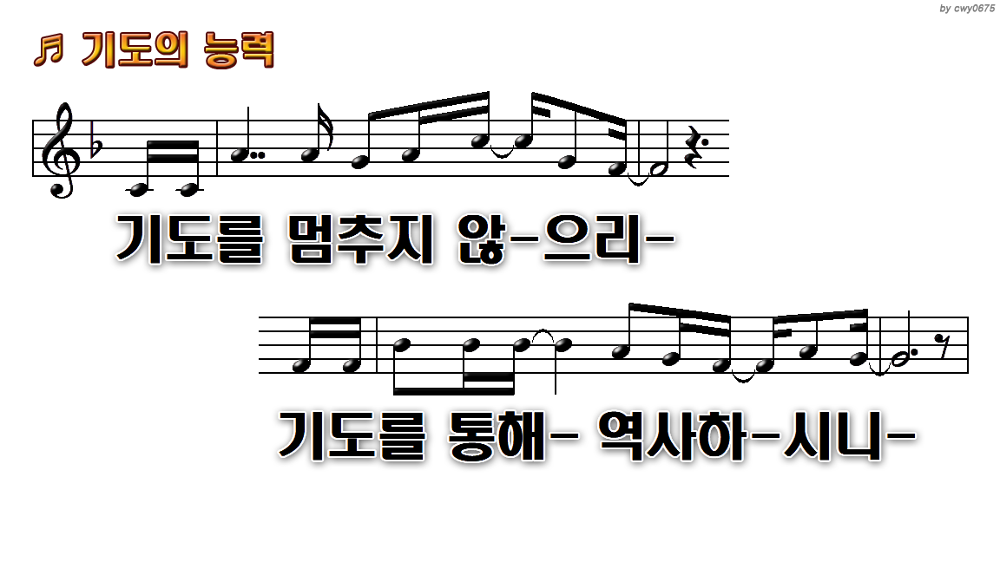 by cwy0675
♬ 기도의 능력
기도를 멈추지 않-으리-
기도를 통해- 역사하-시니-